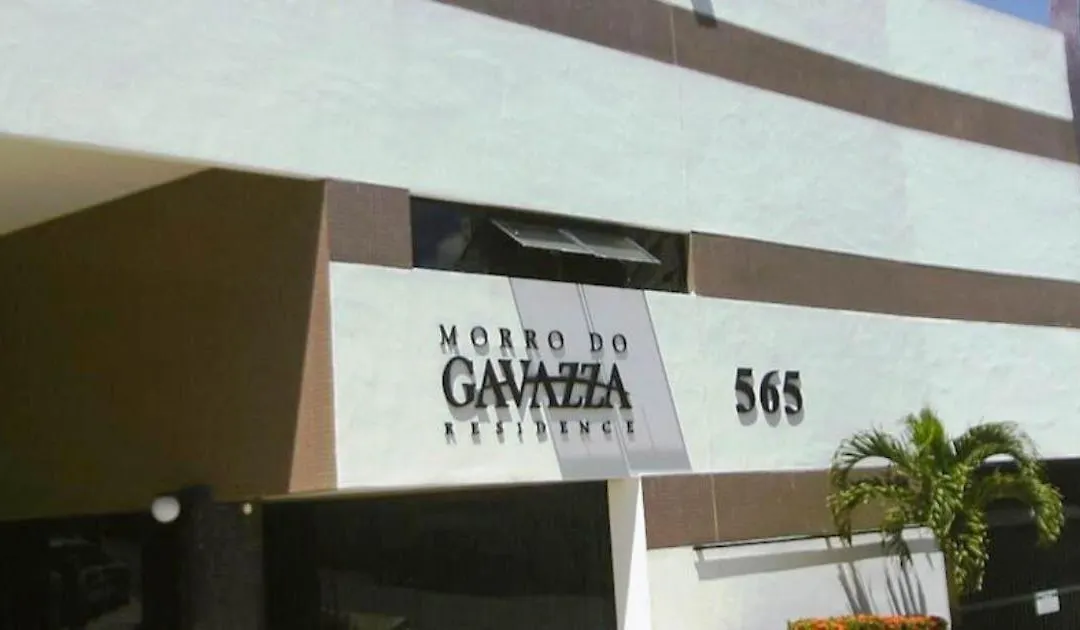 MORRO DO
GAVAZZA
RESIDENCE
565